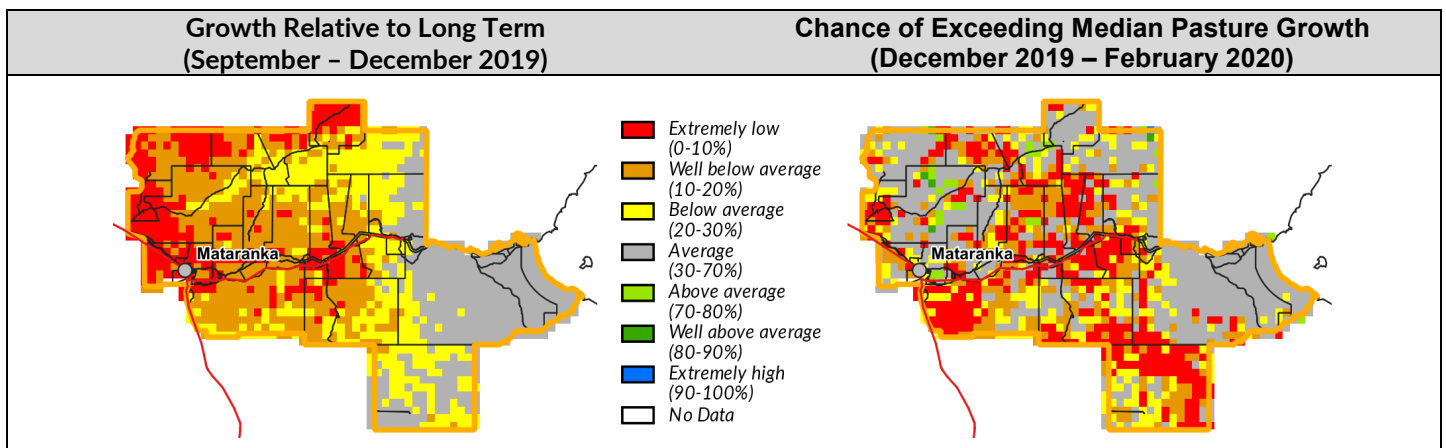 Growth Relative to Long Term
(September – December 2019)
Chance of Exceeding Median Pasture Growth
(December 2019 – February 2020)
Mataranka
Extremely low
(0-10%)
Well below average
(10-20%)
Below average
(20-30%)
Average
(30-70%)
Above average
(70-80%)
Well above average
(80-90%)
Extremely high
(90-100%)
No Data
Mataranka